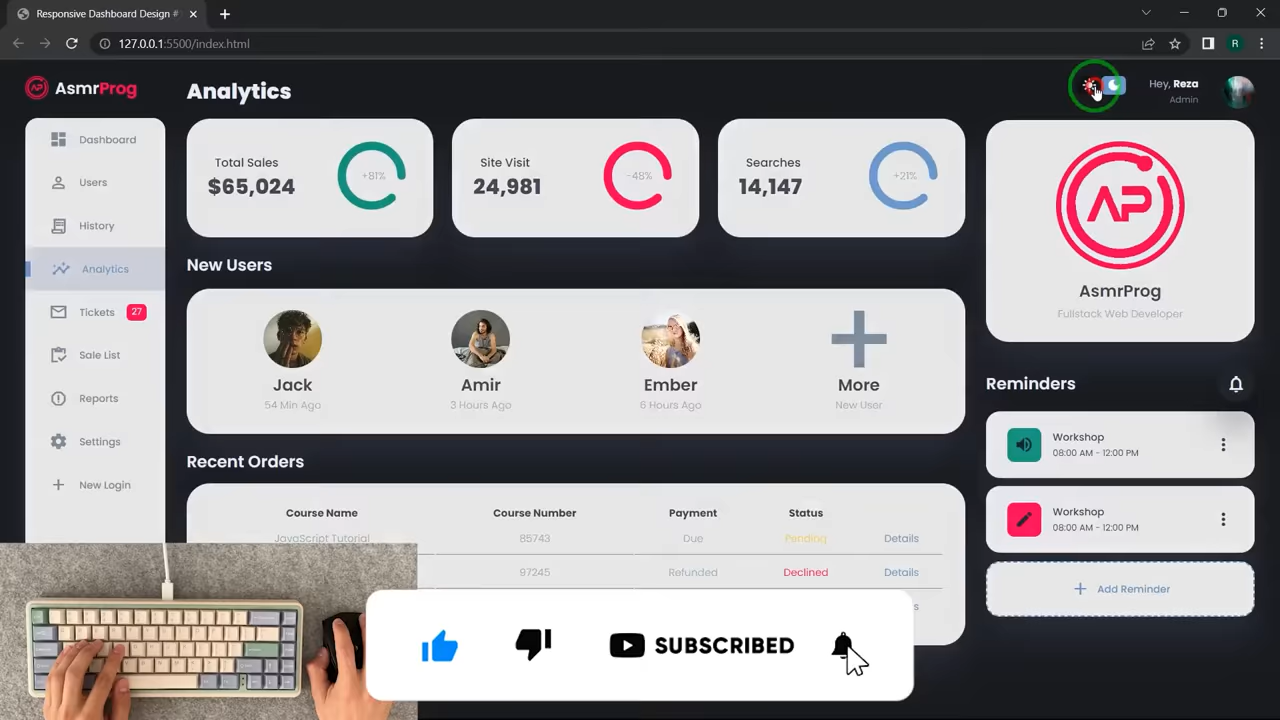 Responsive Dashboard Design #
127.0.0.1:5500/index.html
R
AsmrProg
Analytics
Hey, Reza
Admin
Dashboard
Users
History
Analytics
Tickets 27
Sale List
Reports
Settings
New Login
Total Sales
$65,024
+81%
Site Visit
24,981
-48%
Searches
14,147
+21%
New Users
Jack
54 Min Ago
Amir
3 Hours Ago
Ember
6 Hours Ago
More
New User
Recent Orders
Course Name Course Number Payment Status
JavaScript Tutorial 85743 Due Pending Details
97245 Refunded Declined Details
AP
AsmrProg
Fullstack Web Developer
Reminders
Workshop
08:00 AM - 12:00 PM
Workshop
08:00 AM - 12:00 PM
Add Reminder
SUBSCRIBED